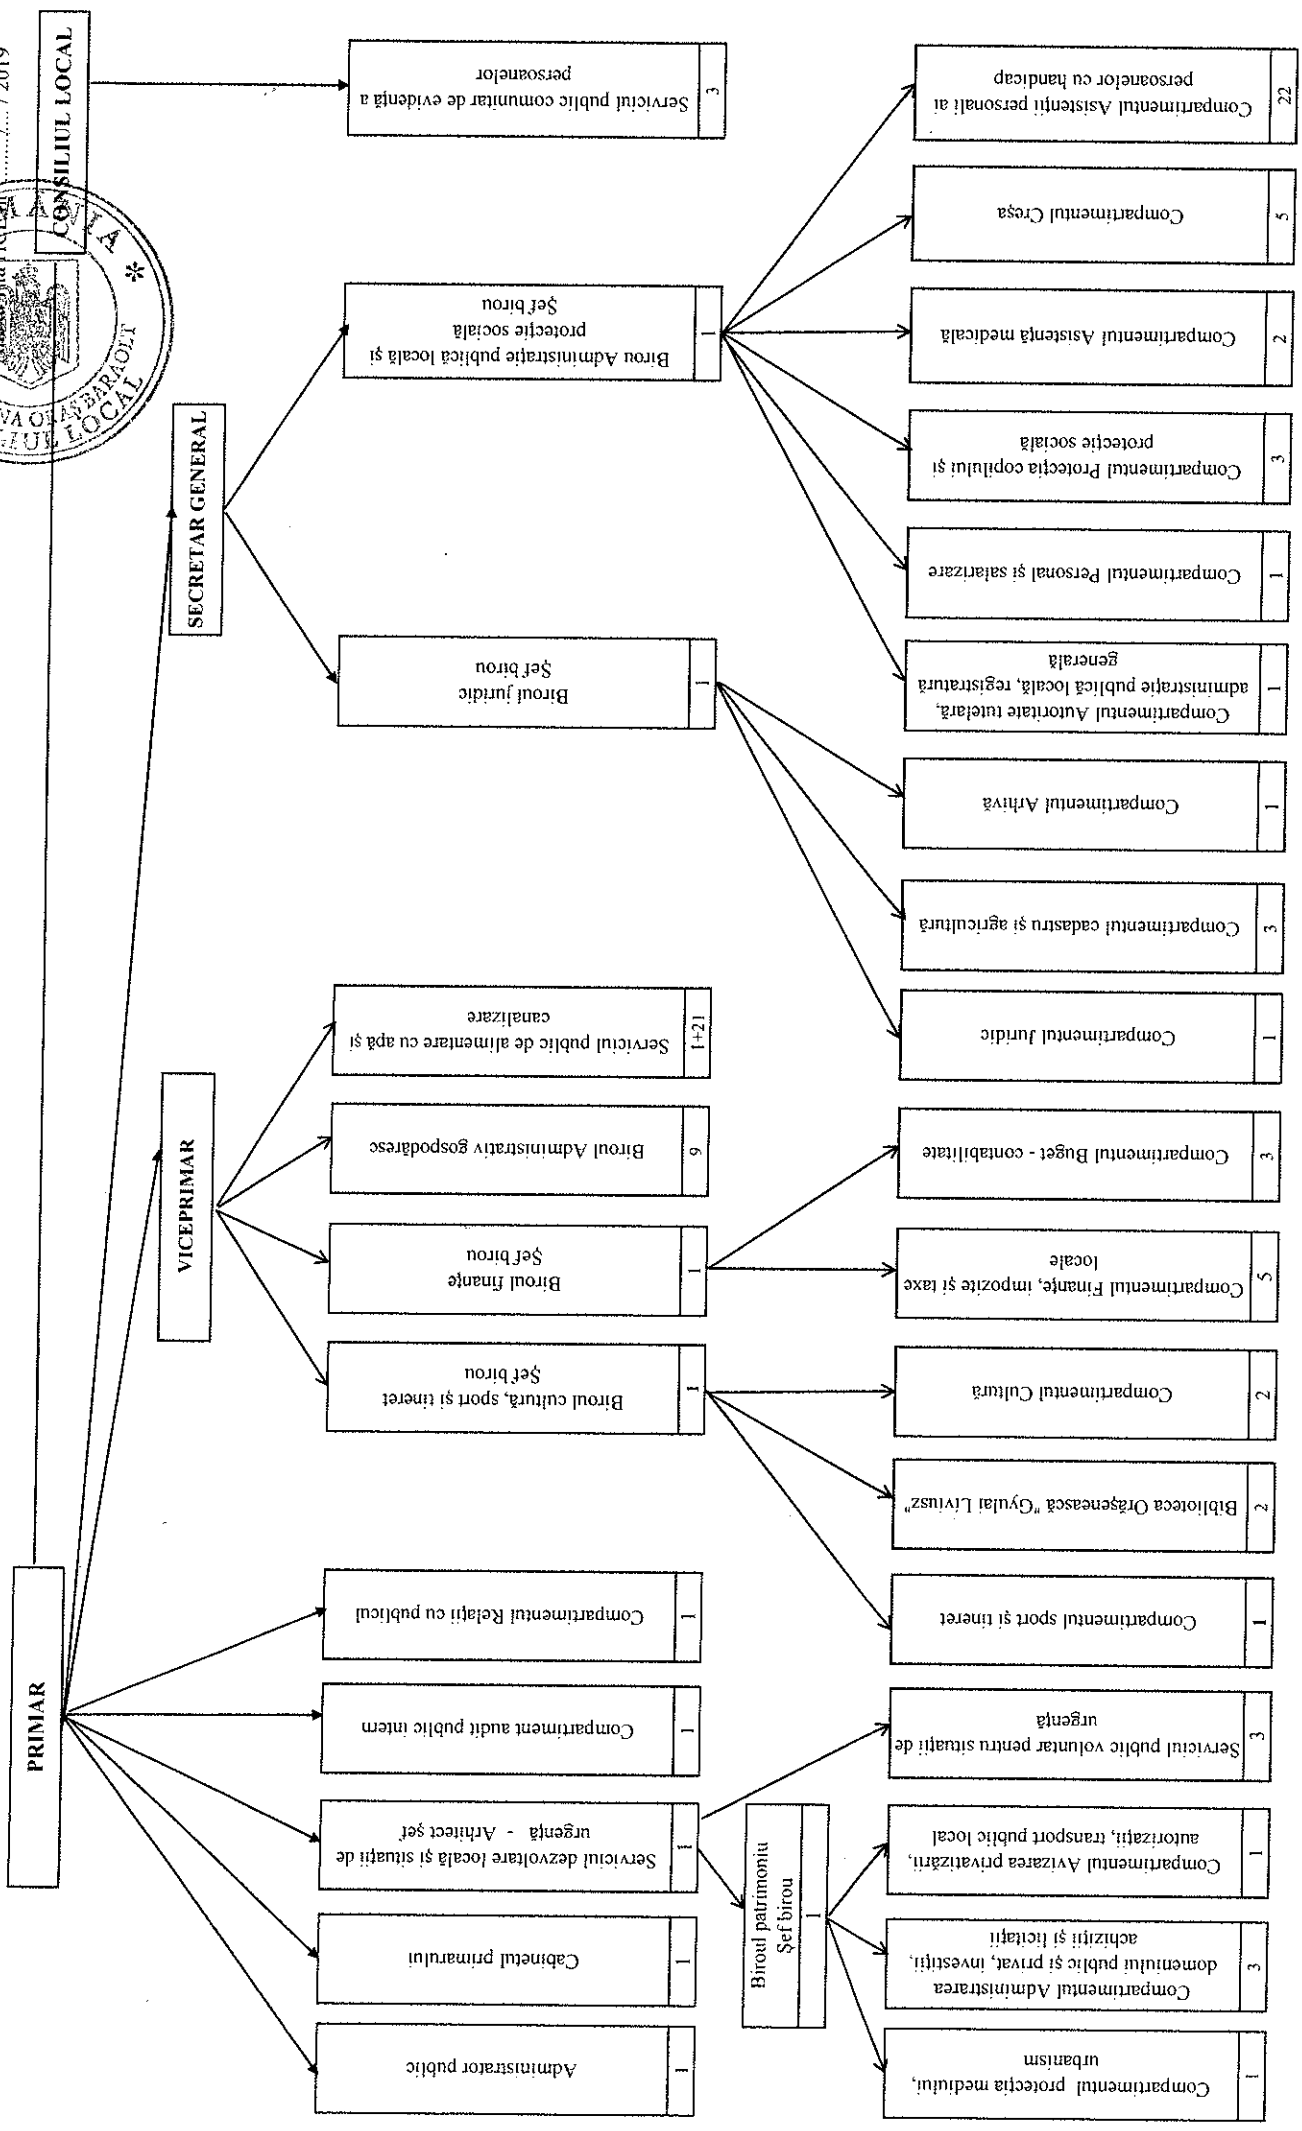 /2019
CONSILIUL LOCAL
PRIMAR
VICEPRIMAR
SECRETAR GENERAL
Administrator public
1
Cabinetul primarului
1
Serviciul dezvoltare locală și situații de
urgență - Arhitect șef
1
Compartiment audit public intern
1
Compartimentul Relații cu publicul
1
Biroul cultură, sport și tineret
Șef birou
1
Biroul finanțe
Șef birou
1
Biroul Administrativ gospodăresc
9
Serviciul public de alimentare cu apă și
canalizare
1+21
Biroul juridic
Șef birou
1
Birou Administrație publică locală și
protecție socială
Șef birou
1
Serviciul public comunitar de evidență a
persoanelor
3
Biroul patrimoniu
Șef birou
1
Compartimentul protecția mediului,
urbanism
1
Compartimentul Administrarea
domeniului public și privat, investiții,
achiziții și licitații
3
Compartimentul Avizarea privatizării,
autorizații, transport public local
1
Serviciul public voluntar pentru situații de
urgență
3
Compartimentul sport și tineret
1
Biblioteca Orășenească "Gyulai Líviusz"
2
Compartimentul Cultură
2
Compartimentul Finanțe, impozite și taxe
locale
5
Compartimentul Buget - contabilitate
3
Compartimentul Juridic
1
Compartimentul cadastru și agricultură
3
Compartimentul Arhivă
1
Compartimentul Autoritate tutelară,
administrație publică locală, registratură
generală
1
Compartimentul Personal și salarizare
1
Compartimentul Protecția copilului și
protecție socială
3
Compartimentul Asistență medicală
2
Compartimentul Creșa
5
Compartimentul Asistenții personali ai
persoanelor cu handicap
22